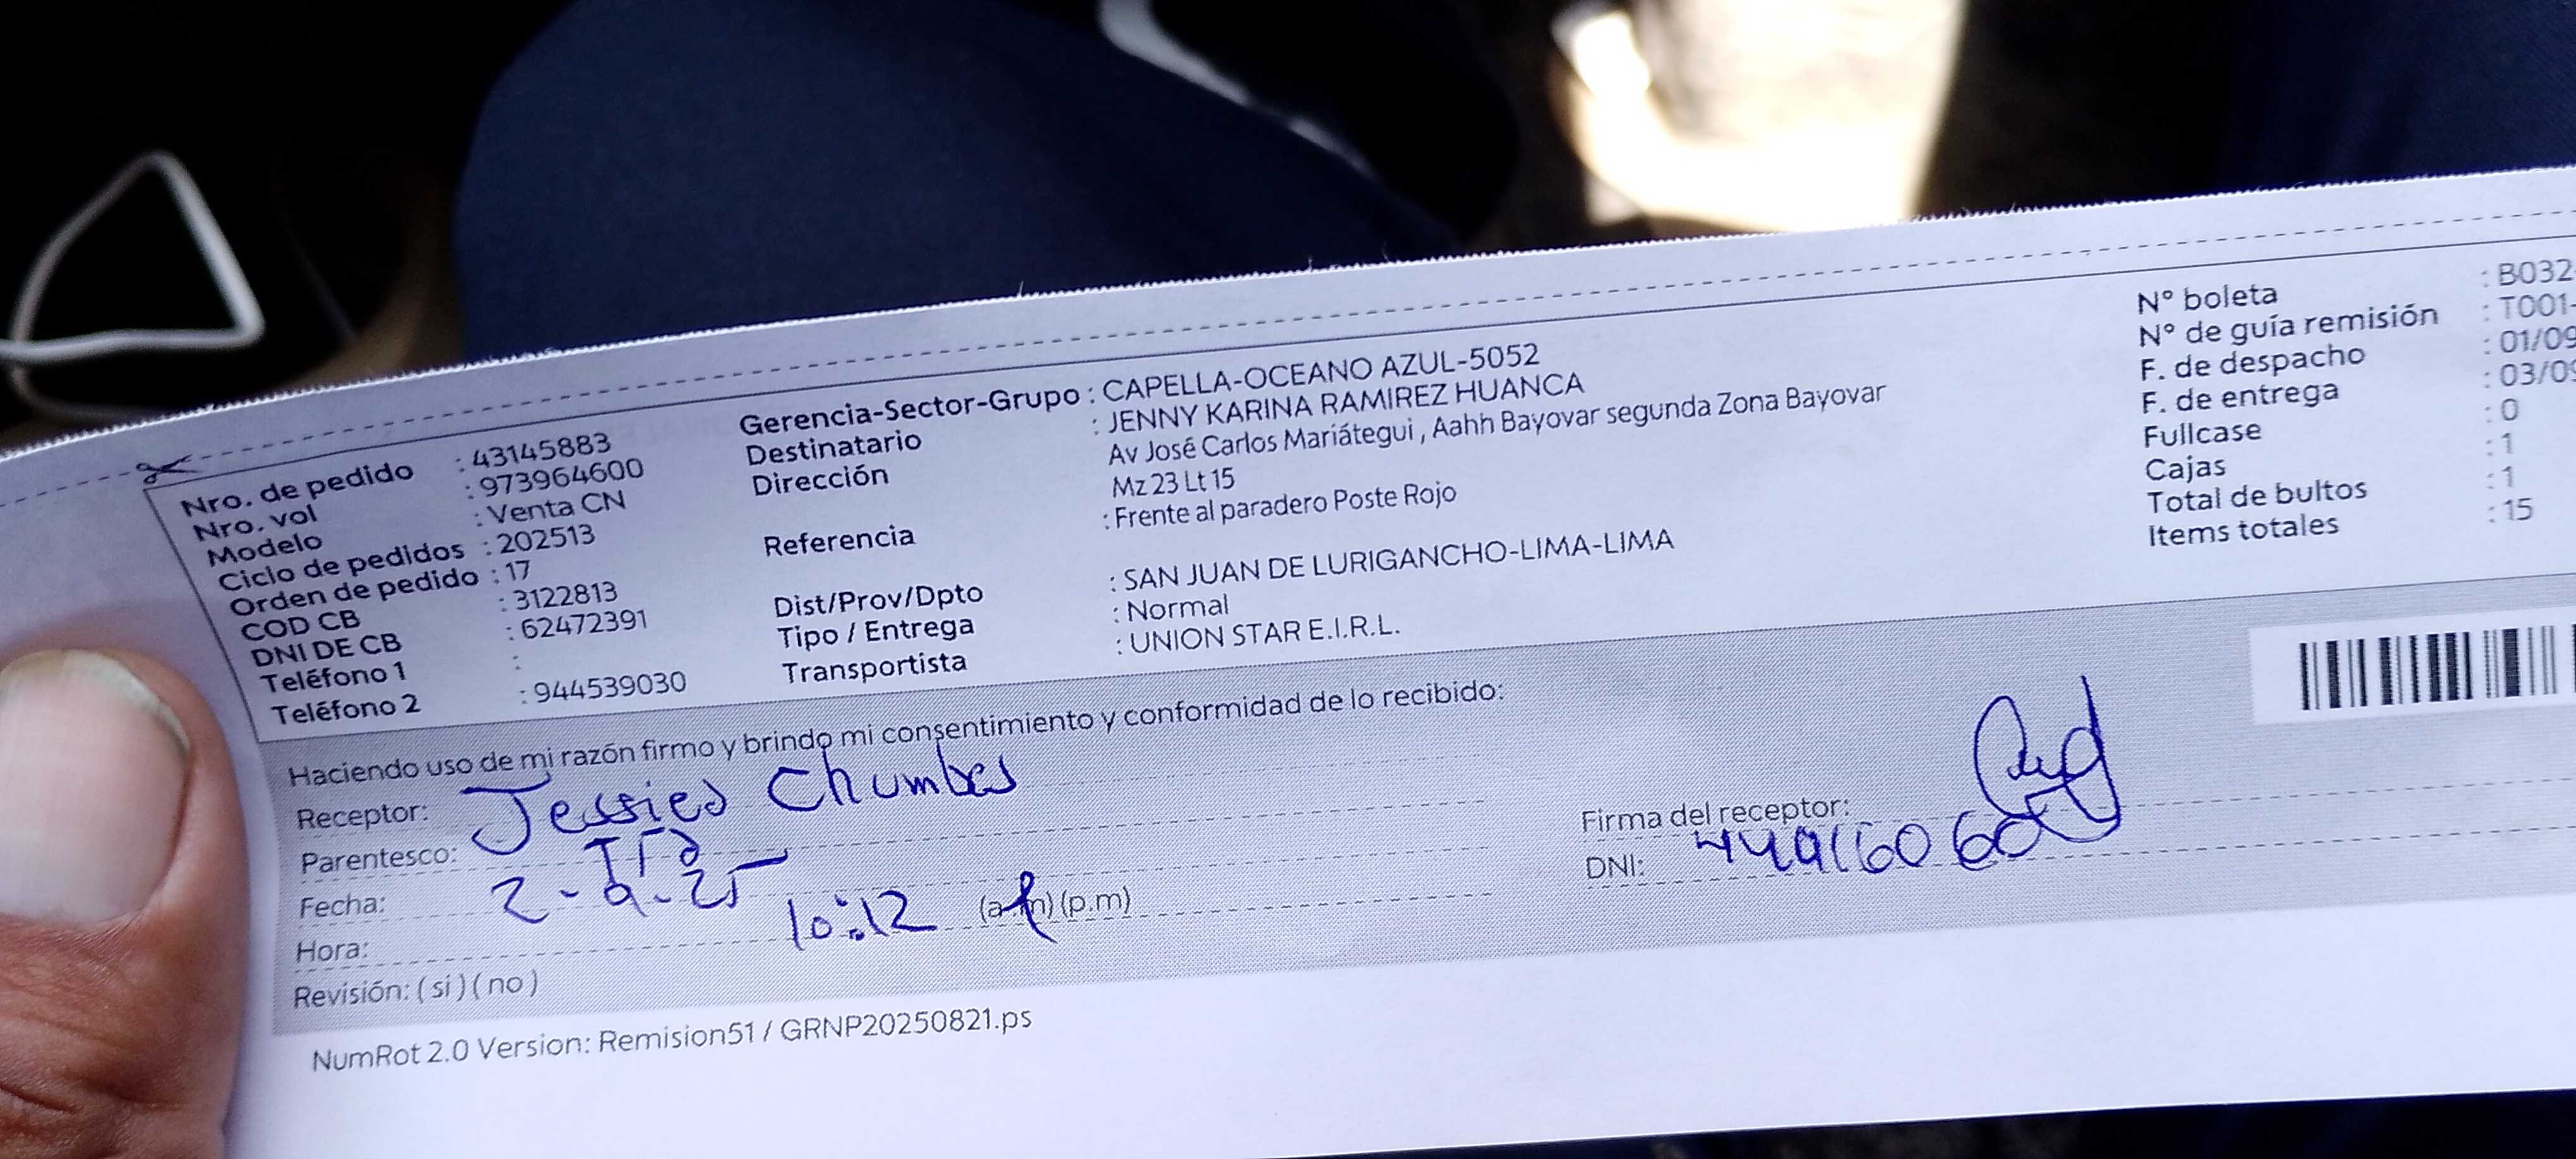 Nro. de pedido : 43145883
Nro. vol : 973964600
Modelo : Venta CN
Ciclo de pedidos : 202513
Orden de pedido : 17
COD CB : 3122813
DNI DE CB : 62472391
Teléfono 1 :
Teléfono 2 : 944539030
Gerencia-Sector-Grupo : CAPELLA-OCEANO AZUL-5052
Destinatario : JENNY KARINA RAMIREZ HUANCA
Dirección Av José Carlos Mariátegui , Aahh Bayovar segunda Zona Bayovar
Mz 23 Lt 15
Referencia : Frente al paradero Poste Rojo
Dist/Prov/Dpto : SAN JUAN DE LURIGANCHO-LIMA-LIMA
Tipo / Entrega : Normal
Transportista : UNION STAR E.I.R.L.
N° boleta : B032
N° de guía remisión : T001-
F. de despacho : 01/09
F. de entrega : 03/09
Fullcase : 0
Cajas : 1
Total de bultos : 1
Items totales : 15
Haciendo uso de mi razón firmo y brindo mi consentimiento y conformidad de lo recibido:
Receptor: Jessica Chumbes
Parentesco: Tía
Fecha: 2-9-25
Hora: 10:12 (a.m) (p.m)
Revisión: ( si ) ( no )
Firma del receptor:
DNI:
NumRot 2.0 Version: Remision51 / GRNP20250821.ps